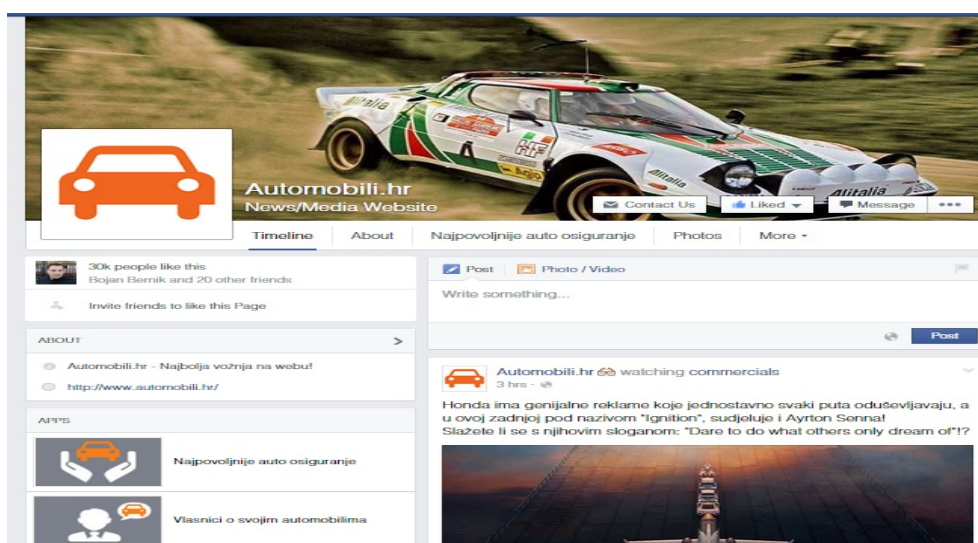 Alitalia
HF
Agip
Alitalia
Alitalia
Automobili.hr
News/Media Website
Contact Us
Liked
Message
Timeline
About
Najpovoljnije auto osiguranje
Photos
More
30k people like this
Bojan Bernik and 20 other friends
Invite friends to like this Page
ABOUT
Automobili.hr - Najbolja vožnja na webu!
http://www.automobili.hr/
APPS
Najpovoljnije auto osiguranje
Vlasnici o svojim automobilima
Post
Photo / Video
Write something...
Post
Automobili.hr watching commercials
3 hrs -
Honda ima genijalne reklame koje jednostavno svaki puta oduševljavaju, a
u ovoj zadnjoj pod nazivom "Ignition", sudjeluje i Ayrton Senna!
Slažete li se s njihovim sloganom: "Dare to do what others only dream of"!?